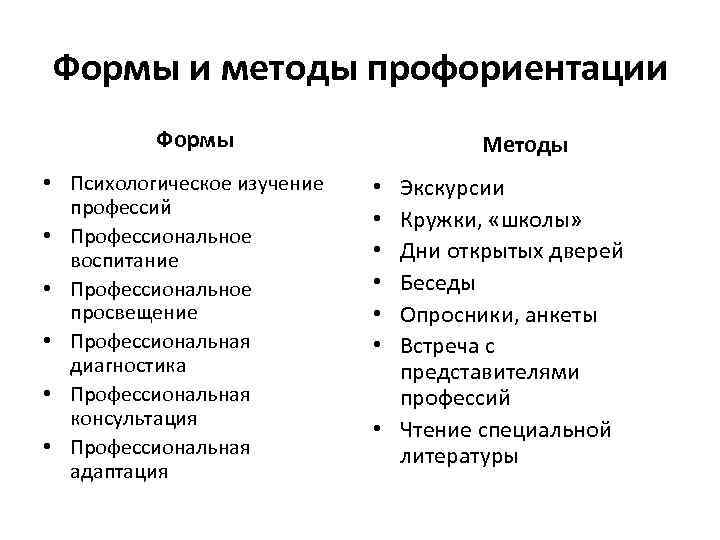 Формы и методы профориентации
Формы
• Психологическое изучение
профессий
• Профессиональное
воспитание
• Профессиональное
просвещение
• Профессиональная
диагностика
• Профессиональная
консультация
• Профессиональная
адаптация
Методы
• Экскурсии
• Кружки, «школы»
• Дни открытых дверей
• Беседы
• Опросники, анкеты
• Встреча с
представителями
профессий
• Чтение специальной
литературы